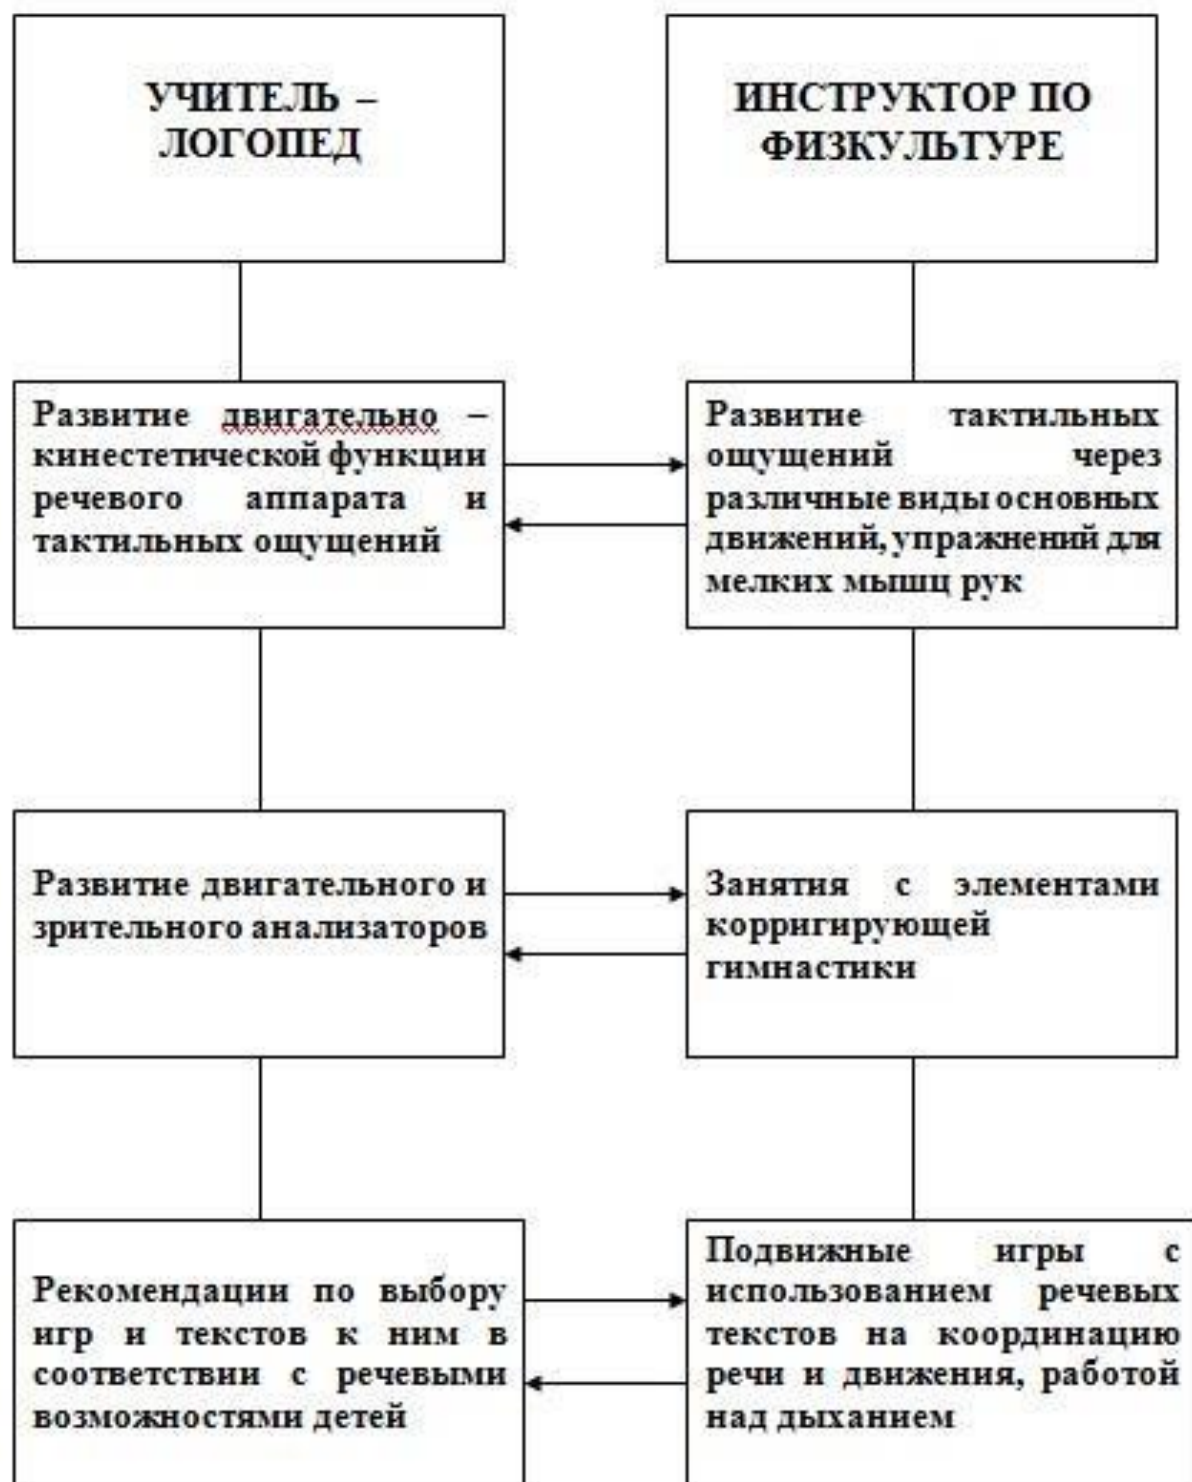 УЧИТЕЛЬ –
ЛОГОПЕД
ИНСТРУКТОР ПО
ФИЗКУЛЬТУРЕ
Развитие двигательно –
кинестетической функции
речевого аппарата и
тактильных ощущений
Развитие тактильных
ощущений через
различные виды основных
движений, упражнений для
мелких мышц рук
Развитие двигательного и
зрительного анализаторов
Занятия с элементами
корригирующей
гимнастики
Рекомендации по выбору
игр и текстов к ним в
соответствии с речевыми
возможностями детей
Подвижные игры с
использованием речевых
текстов на координацию
речи и движения, работой
над дыханием